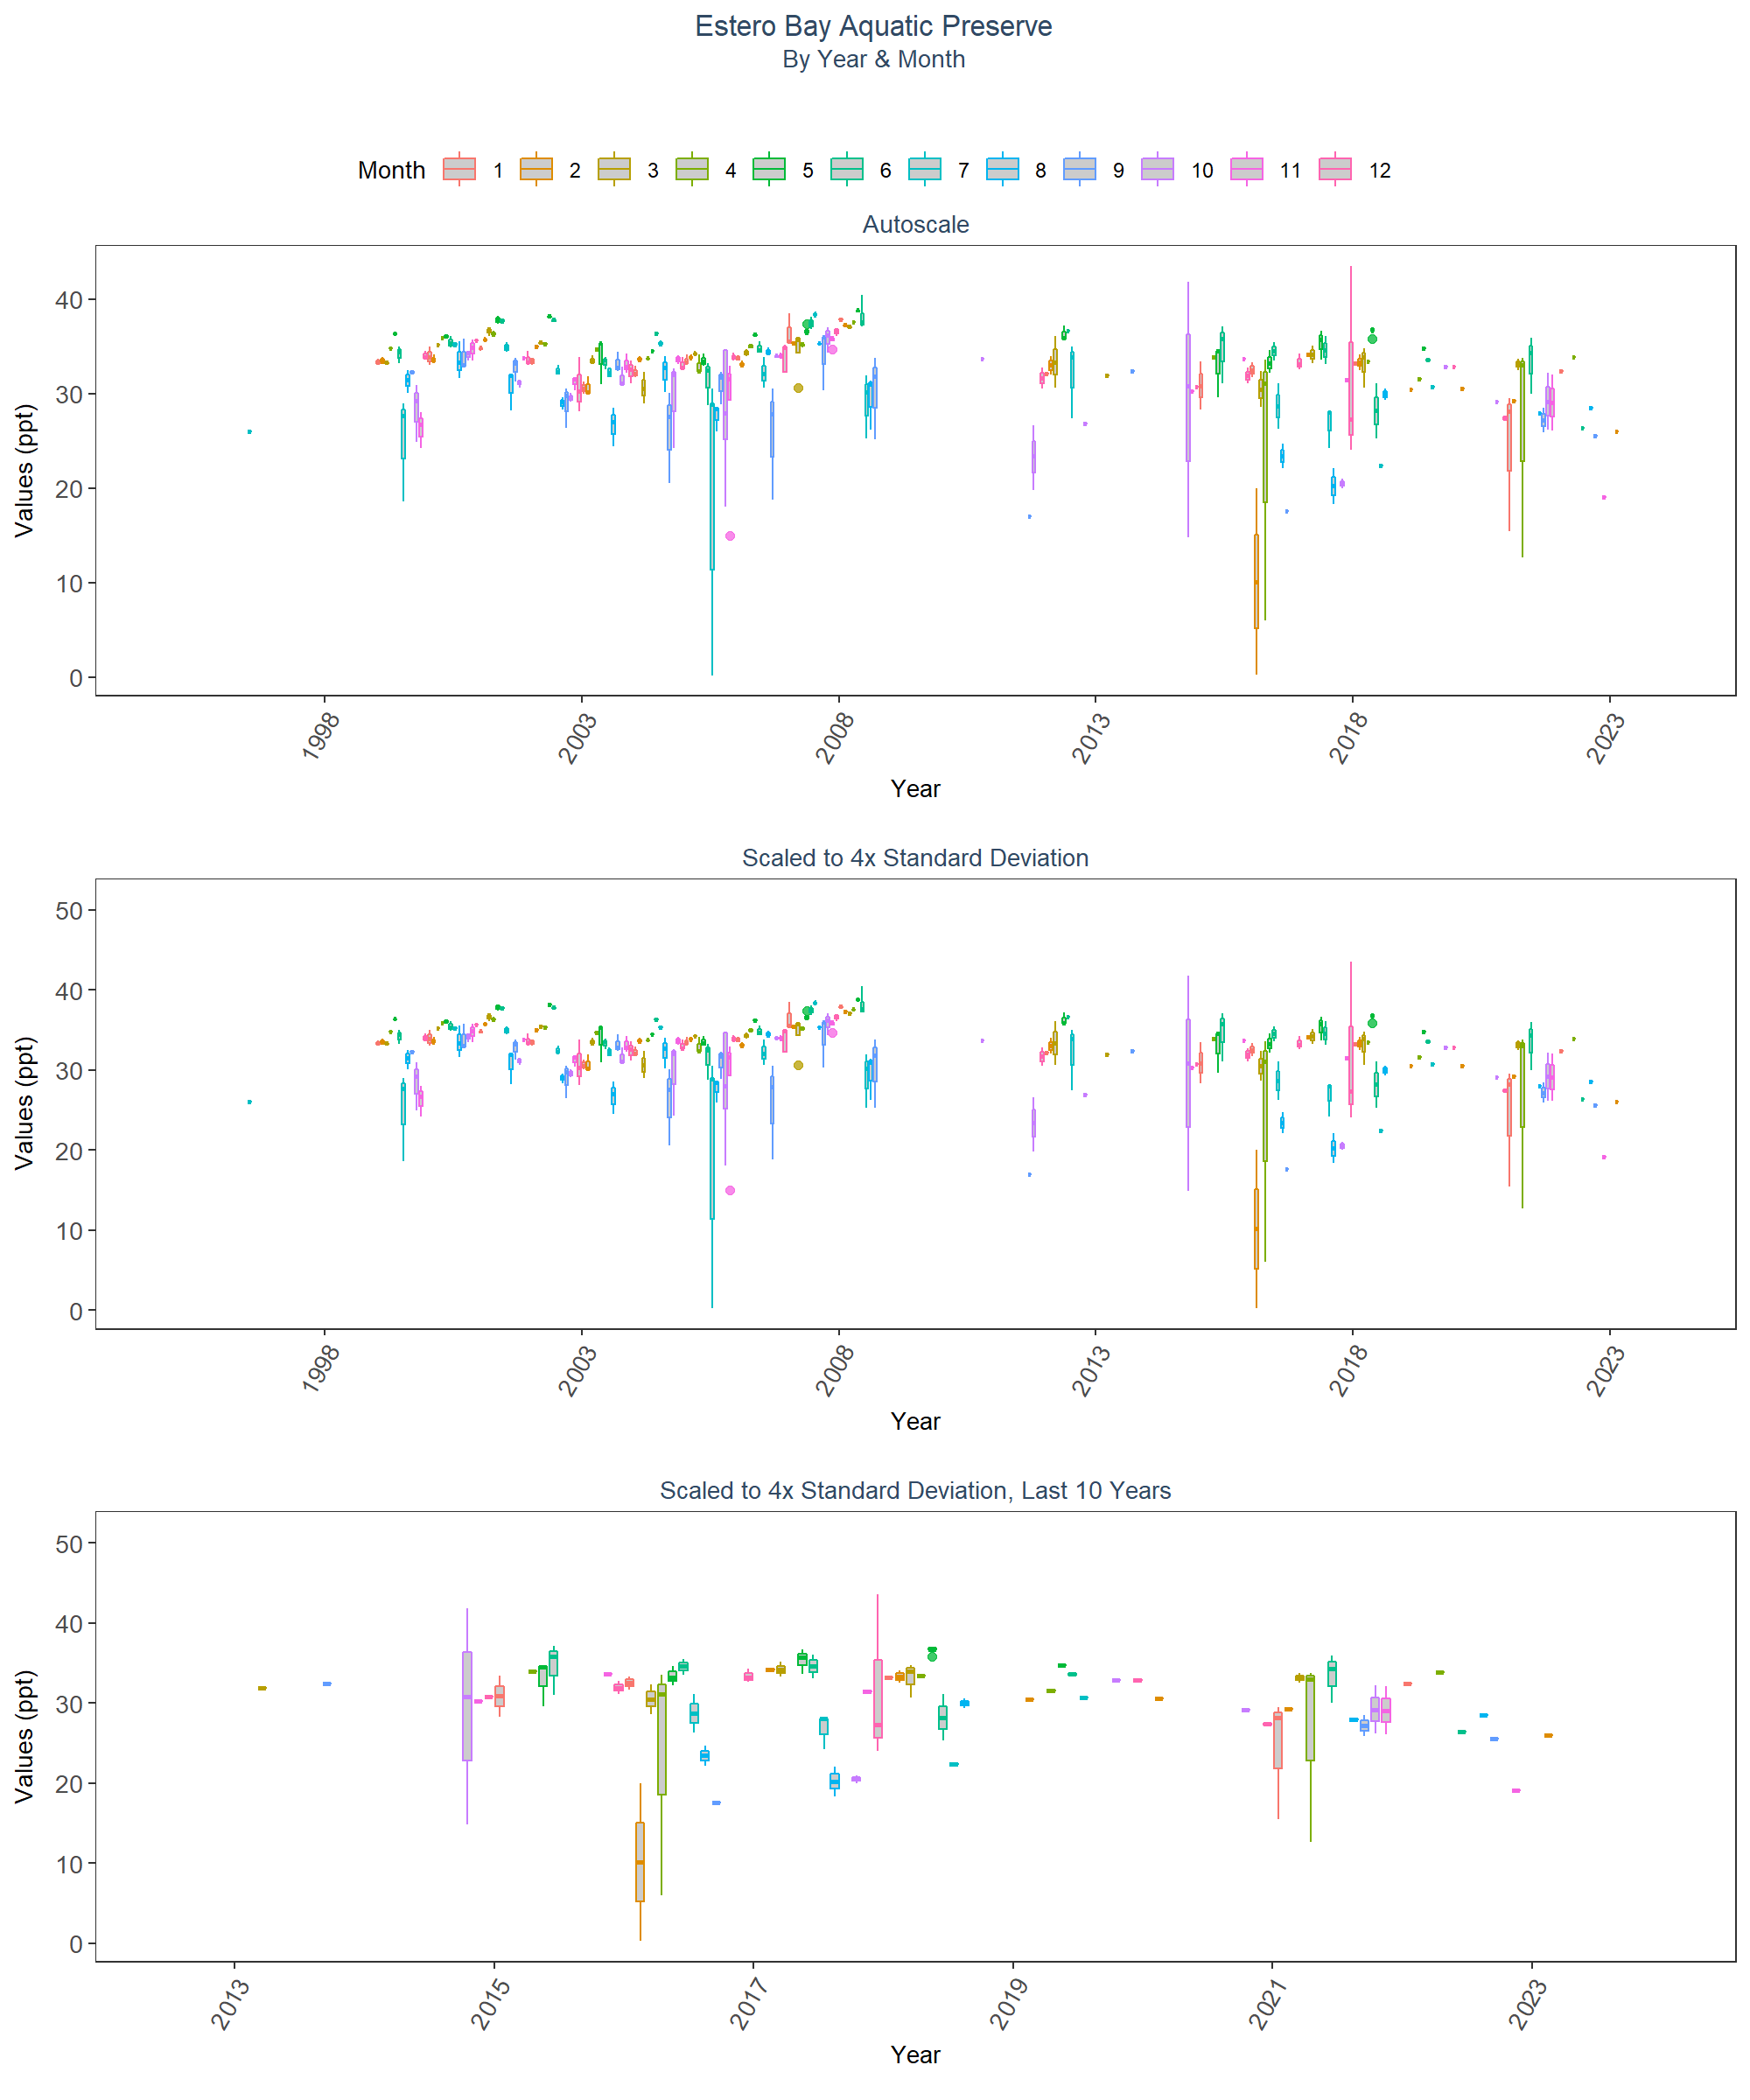 Estero Bay Aquatic Preserve
By Year & Month
Month 1 2 3 4 5 6 7 8 9 10 11 12
Autoscale
Values (ppt)
40
30
20
10
0
1998 2003 2008 2013 2018 2023
Year
Scaled to 4x Standard Deviation
Values (ppt)
50
40
30
20
10
0
1998 2003 2008 2013 2018 2023
Year
Scaled to 4x Standard Deviation, Last 10 Years
Values (ppt)
50
40
30
20
10
0
2013 2015 2017 2019 2021 2023
Year